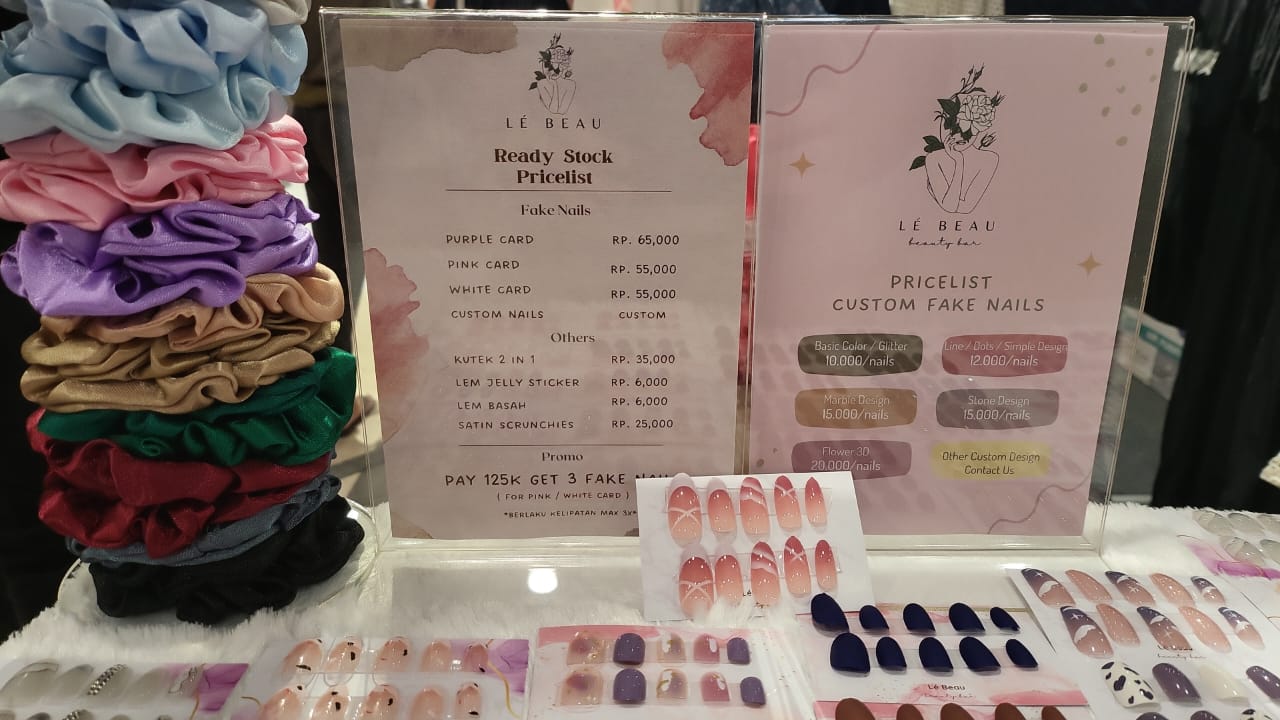 LÉ BEAU
Ready Stock
Pricelist
Fake Nails
PURPLE CARD RP. 65,000
PINK CARD RP. 55,000
WHITE CARD RP. 55,000
CUSTOM NAILS CUSTOM
Others
KUTEK 2 IN 1 RP. 35,000
LEM JELLY STICKER RP. 6,000
LEM BASAH RP. 6,000
SATIN SCRUNCHIES RP. 25,000
Promo
PAY 125K GET 3 FAKE
( FOR PINK / WHITE CARD )
*BERLAKU KELIPATAN MAX 3X*
LÉ BEAU
beauty bar
PRICELIST
CUSTOM FAKE NAILS
Basic Color / Glitter
10.000/nails
Line / Dots / Simple Design
12.000/nails
Marble Design
15.000/nails
Stone Design
15.000/nails
Flower 3D
20.000/nails
Other Custom Design
Contact Us
Lé Beau
beauty bar